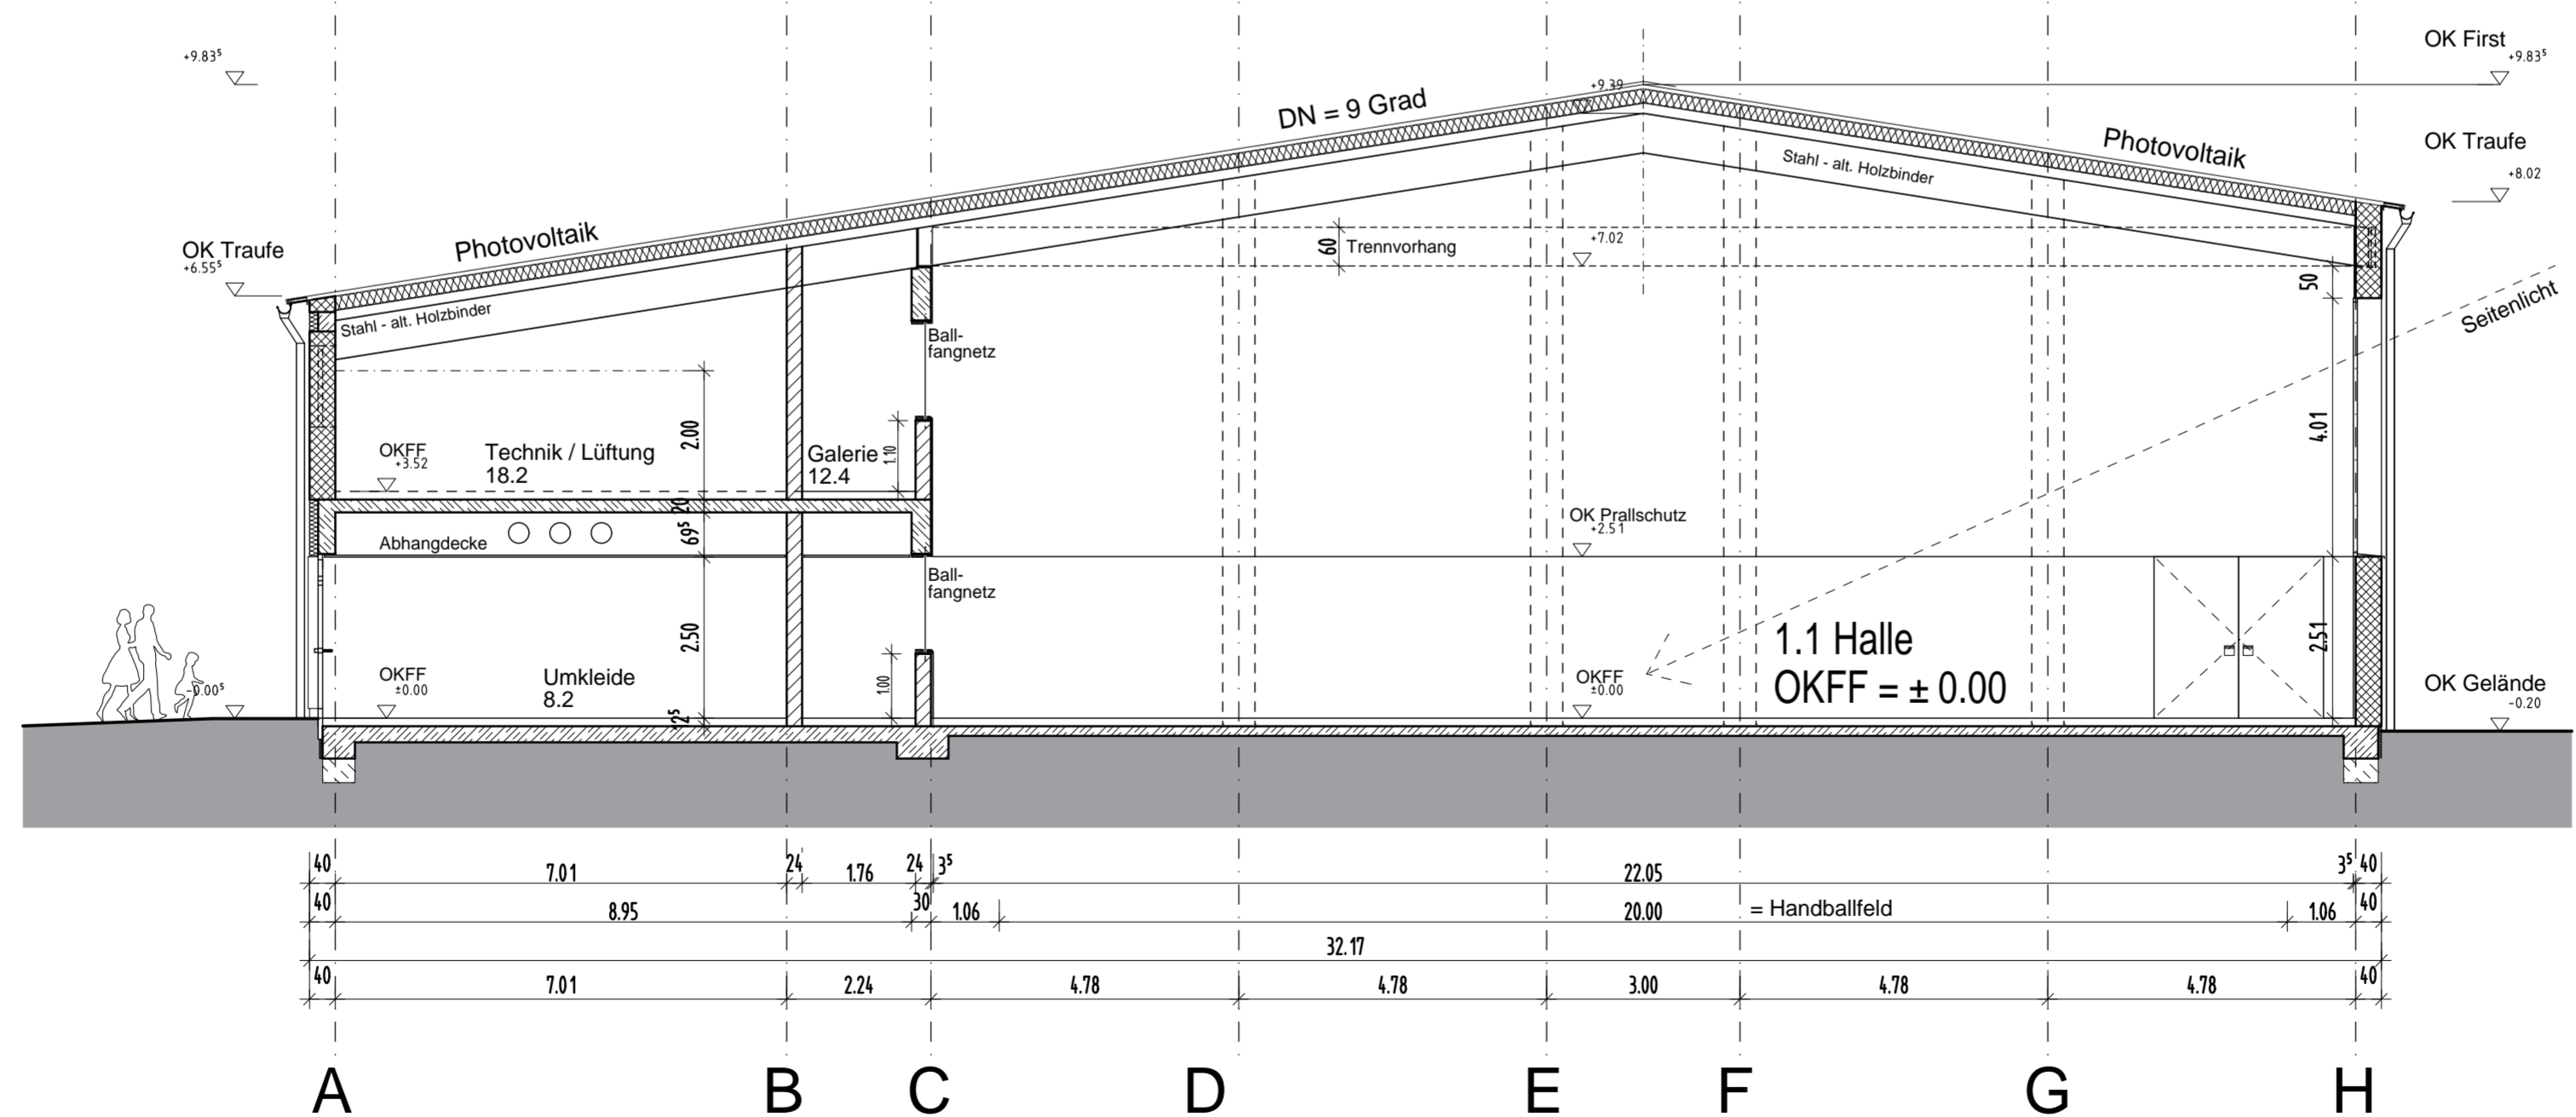 +9.83⁵
OK First
+9.83⁵
+9.39
DN = 9 Grad
OK Traufe
+8.02
Photovoltaik
Stahl - alt. Holzbinder
Photovoltaik
OK Traufe
+6.55⁵
60
Trennvorhang
+7.02
50
Seitenlicht
Stahl - alt. Holzbinder
Ball-
fangnetz
2.00
4.01
OKFF
+3.52
Technik / Lüftung
18.2
Galerie
12.4
1.10
20
OK Prallschutz
+2.51
Abhangdecke
69⁵
Ball-
fangnetz
2.50
2.51
1.1 Halle
OKFF = ± 0.00
OKFF
±0.00
Umkleide
8.2
1.00
OKFF
±0.00
OK Gelände
-0.20
-0.00⁵
40
7.01
24
1.76
24
3⁵
22.05
3⁵
40
40
8.95
30
1.06
20.00
= Handballfeld
1.06
40
32.17
40
7.01
2.24
4.78
4.78
3.00
4.78
4.78
40
A B C D E F G H